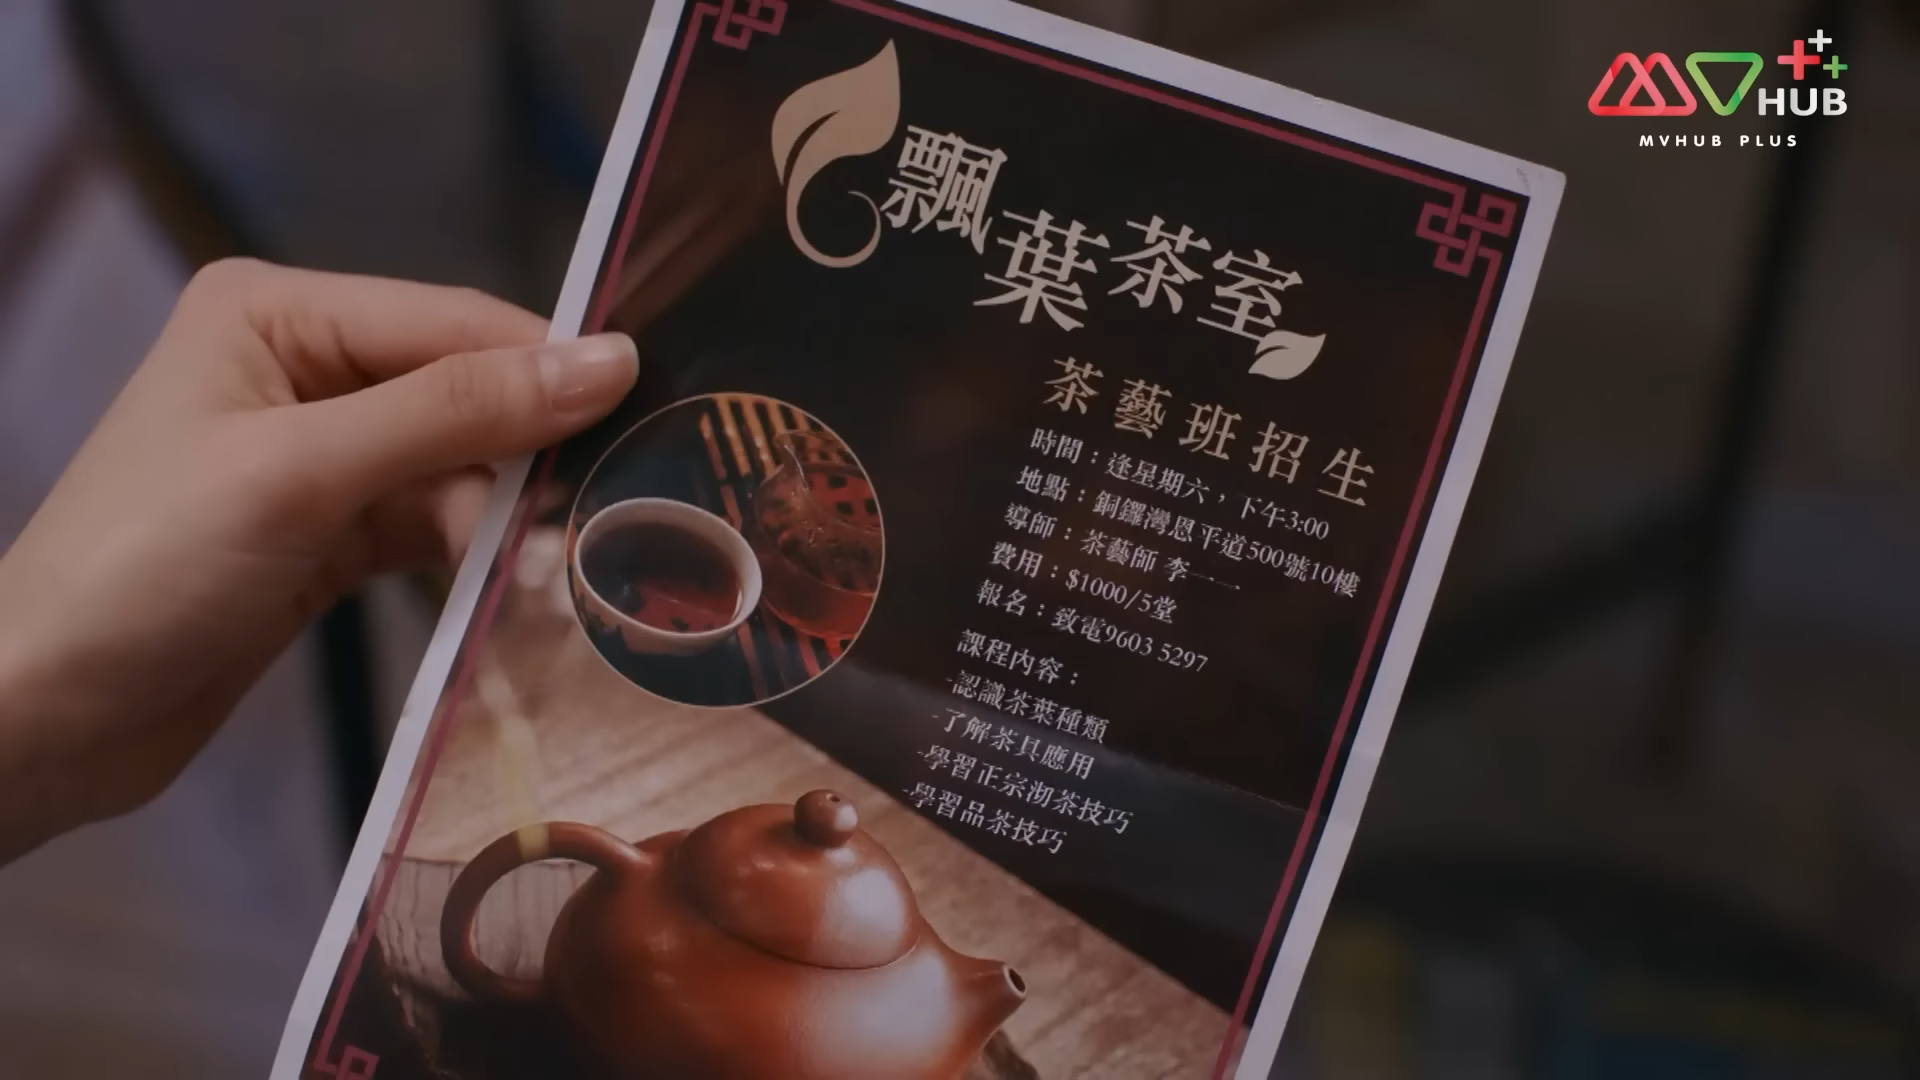 飄葉茶室
茶藝班招生
時間：逢星期六，下午3:00
地點：銅鑼灣恩平道500號10樓
導師：茶藝師 李一一
費用：$1000/5堂
報名：致電9603 5297
課程內容：
-認識茶葉種類
-了解茶具應用
-學習正宗沏茶技巧
-學習品茶技巧
MV HUB
MVHUB PLUS